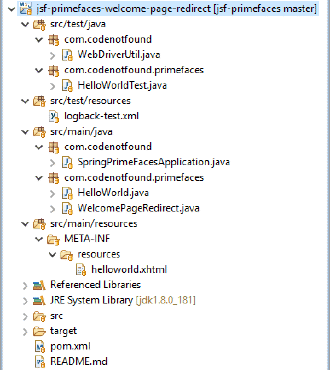 jsf-primefaces-welcome-page-redirect [jsf-primefaces master]
src/test/java
com.codenotfound
WebDriverUtil.java
com.codenotfound.primefaces
HelloWorldTest.java
src/test/resources
logback-test.xml
src/main/java
com.codenotfound
SpringPrimeFacesApplication.java
com.codenotfound.primefaces
HelloWorld.java
WelcomePageRedirect.java
src/main/resources
META-INF
resources
helloworld.xhtml
Referenced Libraries
JRE System Library [jdk1.8.0_181]
src
target
pom.xml
README.md